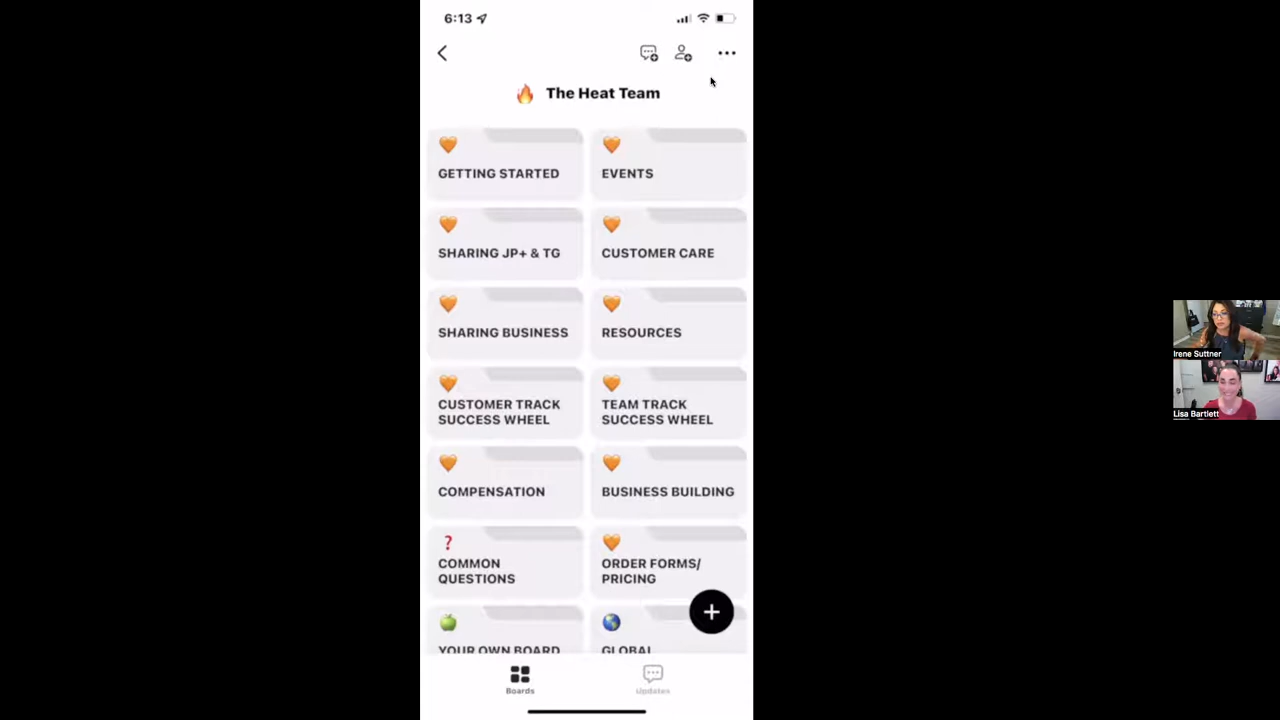 6:13
The Heat Team
GETTING STARTED
EVENTS
SHARING JP+ & TG
CUSTOMER CARE
SHARING BUSINESS
RESOURCES
CUSTOMER TRACK
SUCCESS WHEEL
TEAM TRACK
SUCCESS WHEEL
COMPENSATION
BUSINESS BUILDING
COMMON
QUESTIONS
ORDER FORMS/
PRICING
YOUR OWN BOARD
GLOBAL
Boards
Updates
Irene Suttner
Lisa Bartlett